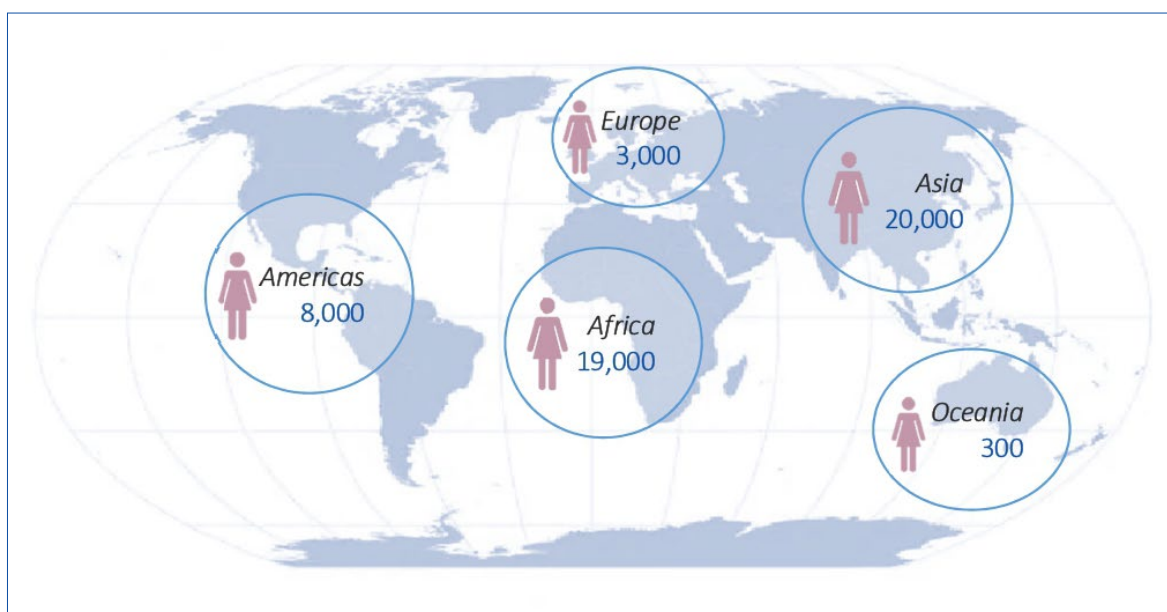 Europe
3,000
Asia
20,000
Americas
8,000
Africa
19,000
Oceania
300